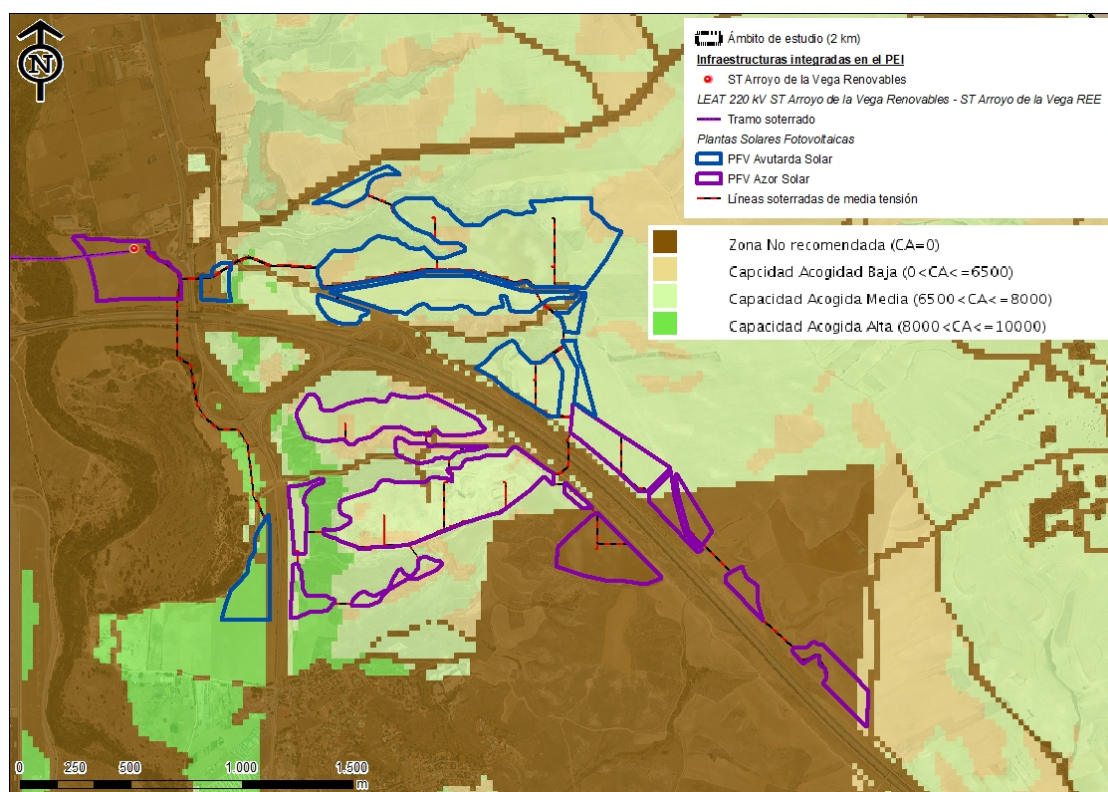 N
Ámbito de estudio (2 km)
Infraestructuras integradas en el PEI
ST Arroyo de la Vega Renovables
LEAT 220 kV ST Arroyo de la Vega Renovables - ST Arroyo de la Vega REE
Tramo soterrado
Plantas Solares Fotovoltaicas
PFV Avutarda Solar
PFV Azor Solar
Líneas soterradas de media tensión
Zona No recomendada (CA=0)
Capcidad Acogidad Baja (0<CA<=6500)
Capacidad Acogida Media (6500<CA<=8000)
Capacidad Acogida Alta (8000<CA<=10000)
0 250 500 1.000 1.500
m